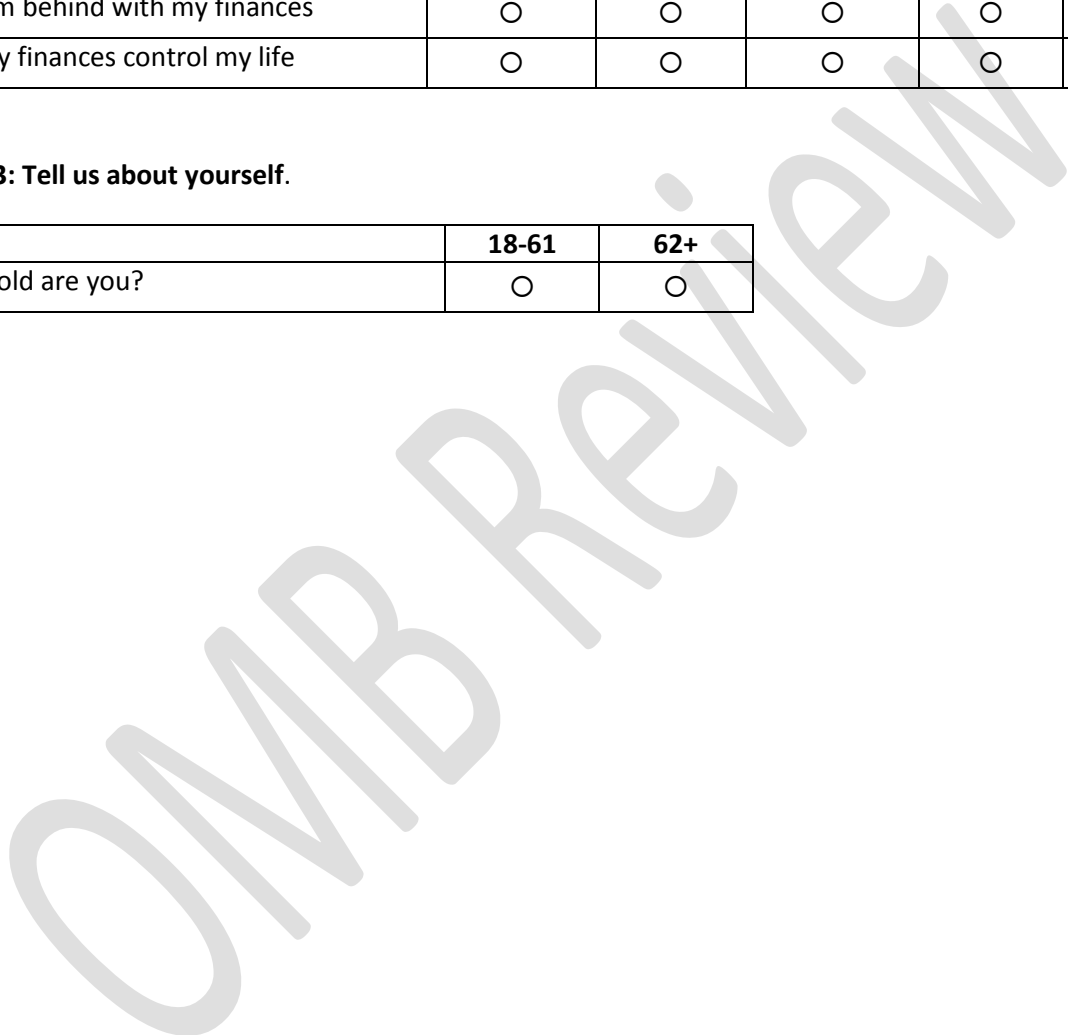 m behind with my finances ○ ○ ○ ○
y finances control my life ○ ○ ○ ○
3: Tell us about yourself.
18-61 62+
old are you? ○ ○
OMB Review